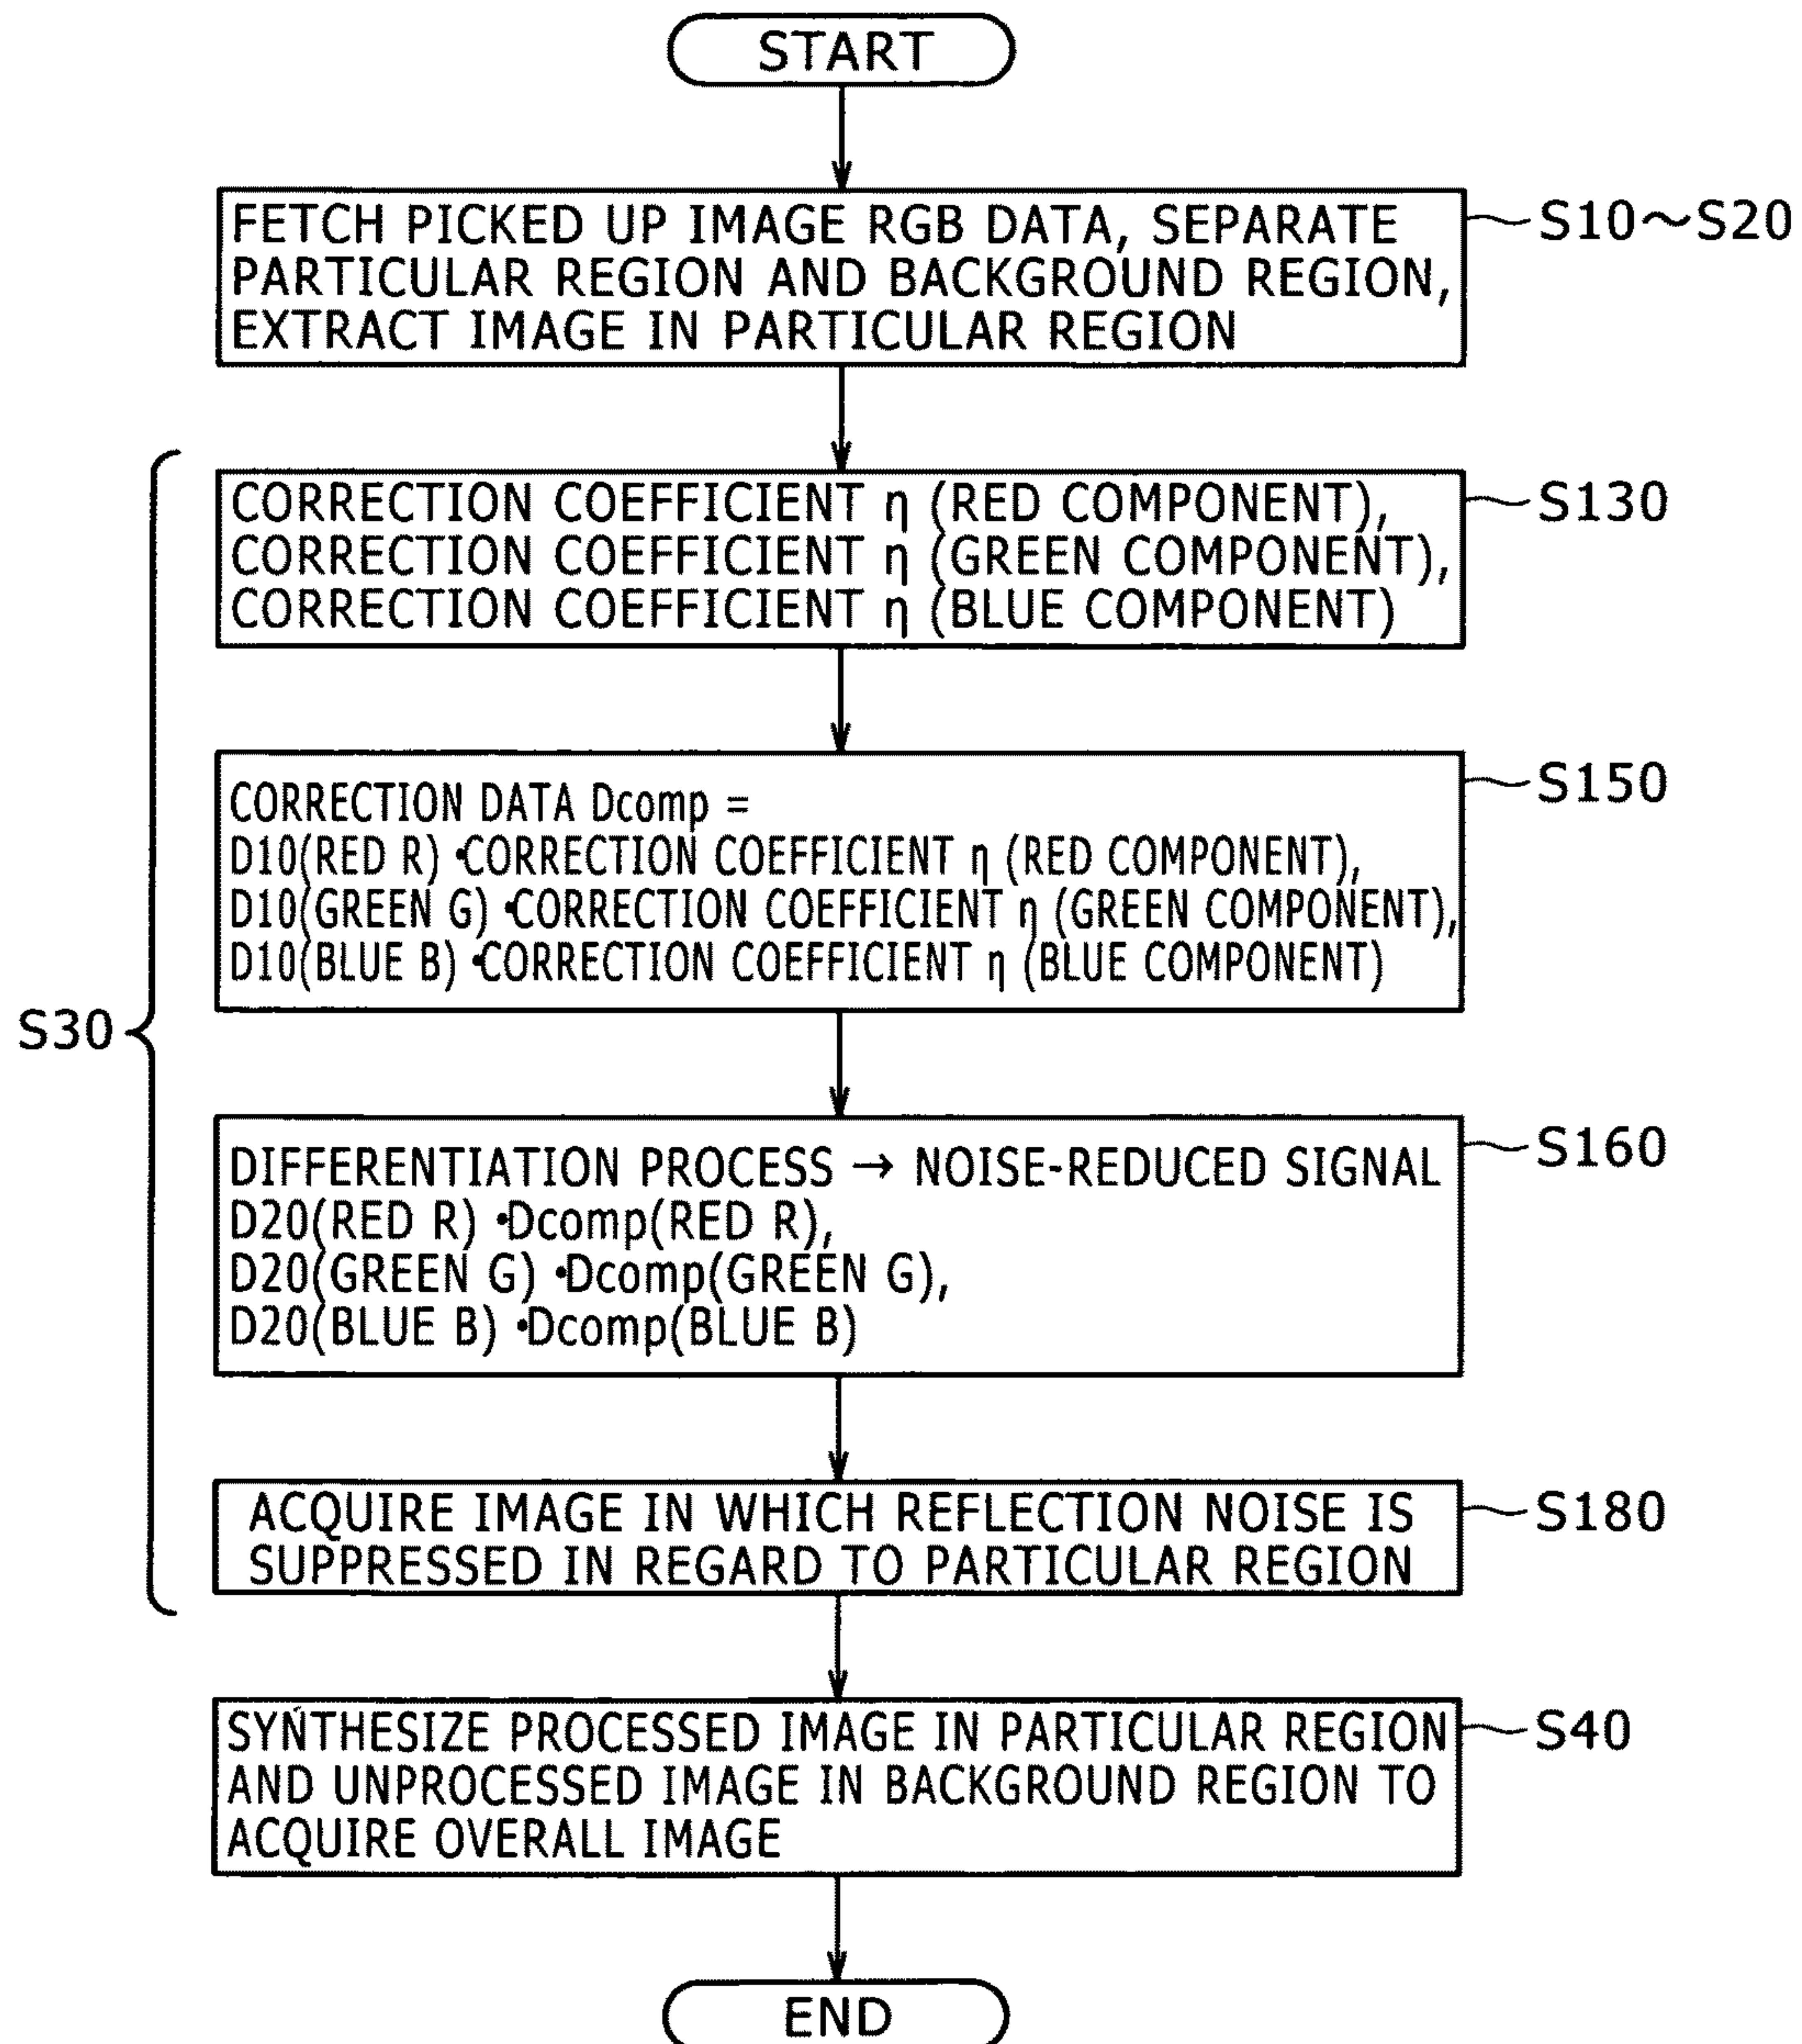 START
FETCH PICKED UP IMAGE RGB DATA, SEPARATE
PARTICULAR REGION AND BACKGROUND REGION,
EXTRACT IMAGE IN PARTICULAR REGION
S10~S20
CORRECTION COEFFICIENT η (RED COMPONENT),
CORRECTION COEFFICIENT η (GREEN COMPONENT),
CORRECTION COEFFICIENT η (BLUE COMPONENT)
S130
CORRECTION DATA Dcomp =
D10(RED R) •CORRECTION COEFFICIENT η (RED COMPONENT),
D10(GREEN G) •CORRECTION COEFFICIENT η (GREEN COMPONENT),
D10(BLUE B) •CORRECTION COEFFICIENT η (BLUE COMPONENT)
S150
S30
DIFFERENTIATION PROCESS → NOISE-REDUCED SIGNAL
D20(RED R) •Dcomp(RED R),
D20(GREEN G) •Dcomp(GREEN G),
D20(BLUE B) •Dcomp(BLUE B)
S160
ACQUIRE IMAGE IN WHICH REFLECTION NOISE IS
SUPPRESSED IN REGARD TO PARTICULAR REGION
S180
SYNTHESIZE PROCESSED IMAGE IN PARTICULAR REGION
AND UNPROCESSED IMAGE IN BACKGROUND REGION TO
ACQUIRE OVERALL IMAGE
S40
END